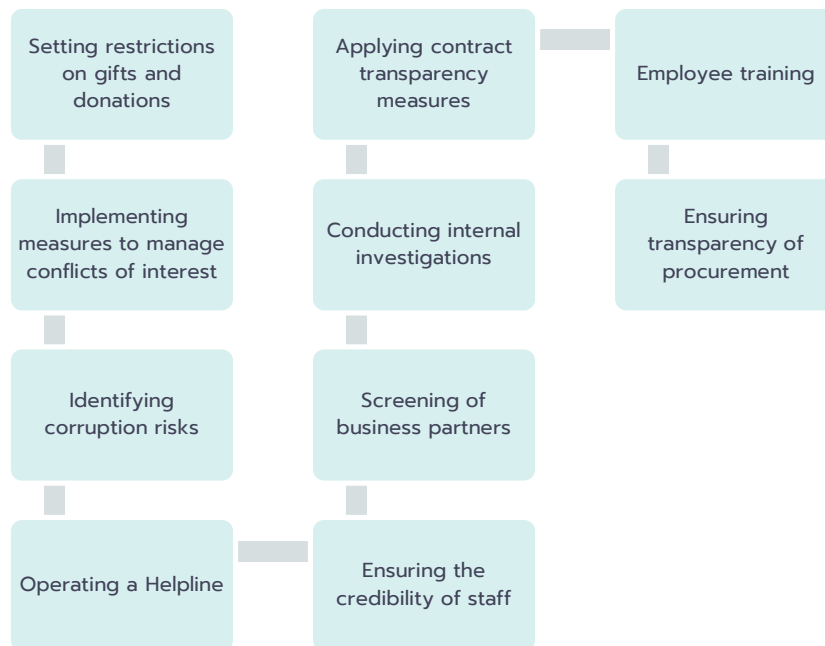 Setting restrictions
on gifts and
donations
Implementing
measures to manage
conflicts of interest
Identifying
corruption risks
Operating a Helpline
Ensuring the
credibility of staff
Screening of
business partners
Conducting internal
investigations
Applying contract
transparency
measures
Employee training
Ensuring
transparency of
procurement